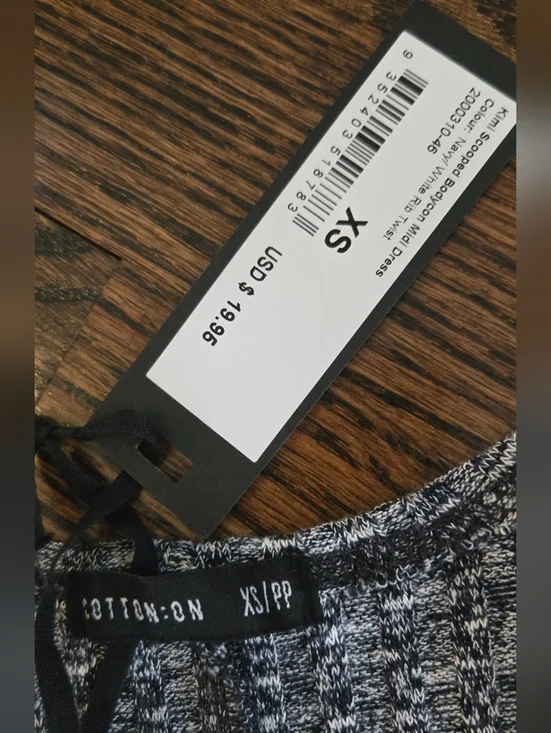 Kimi Scooped Bodycon Midi Dress
2000310-46
Colour: Navy/ White Rib Twist
9 352403 518783
XS
USD $ 19.95
COTTON:ON XS/PP